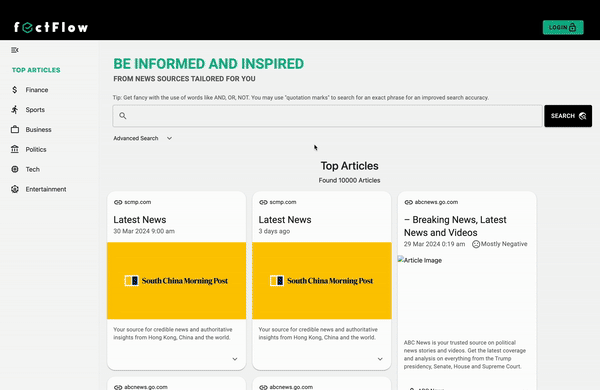 factFlow
LOGIN
TOP ARTICLES
Finance
Sports
Business
Politics
Tech
Entertainment
BE INFORMED AND INSPIRED
FROM NEWS SOURCES TAILORED FOR YOU
Tip: Get fancy with the use of words like AND, OR, NOT. You may use "quotation marks" to search for an exact phrase for an improved search accuracy.
SEARCH
Advanced Search
Top Articles
Found 10000 Articles
scmp.com
Latest News
30 Mar 2024 9:00 am
South China Morning Post
Your source for credible news and authoritative
insights from Hong Kong, China and the world.
scmp.com
Latest News
3 days ago
South China Morning Post
Your source for credible news and authoritative
insights from Hong Kong, China and the world.
abcnews.go.com
– Breaking News, Latest
News and Videos
29 Mar 2024 0:19 am
Mostly Negative
Article Image
ABC News is your trusted source on political
news stories and videos. Get the latest coverage
and analysis on everything from the Trump
presidency, Senate, House and Supreme Court.
abcnews.go.com
abcnews.go.com